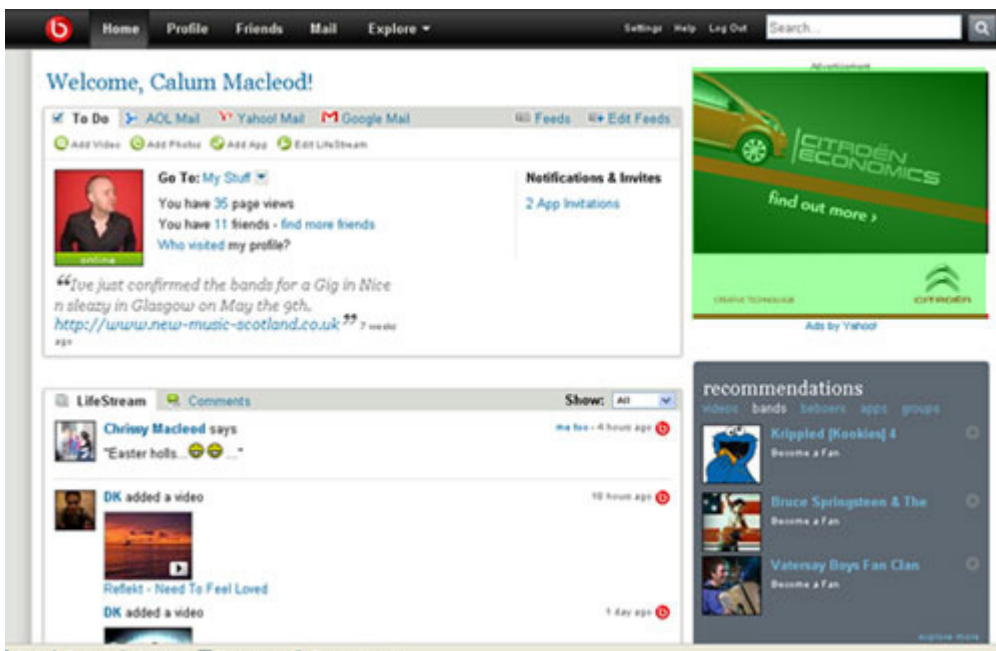 Home Profile Friends Mail Explore
Settings Help Log Out Search...
Welcome, Calum Macleod!
Advertisement
To Do AOL Mail Yahoo! Mail Google Mail Feeds Edit Feeds
Add Video Add Photos Add App Edit LifeStream
Go To: My Stuff
You have 35 page views
You have 11 friends - find more friends
Who visited my profile?
online
Notifications & Invites
2 App Invitations
“Ive just confirmed the bands for a Gig in Nice
n sleazy in Glasgow on May the 9th.
http://www.new-music-scotland.co.uk” 7 weeks
ago
CITROËN
ECONOMICS
find out more ›
CREATIVE TECHNOLOGIE
CITROËN
Ads by Yahoo!
LifeStream Comments Show: All
Chrissy Macleod says
me too - 4 hours ago
"Easter holls... ..."
DK added a video
18 hours ago
Reflekt - Need To Feel Loved
DK added a video
1 day ago
recommendations
videos bands beboers apps groups
Krippled [Kookies] 4
Become a Fan
Bruce Springsteen & The
Become a Fan
Vatersay Boys Fan Clan
Become a Fan
explore more